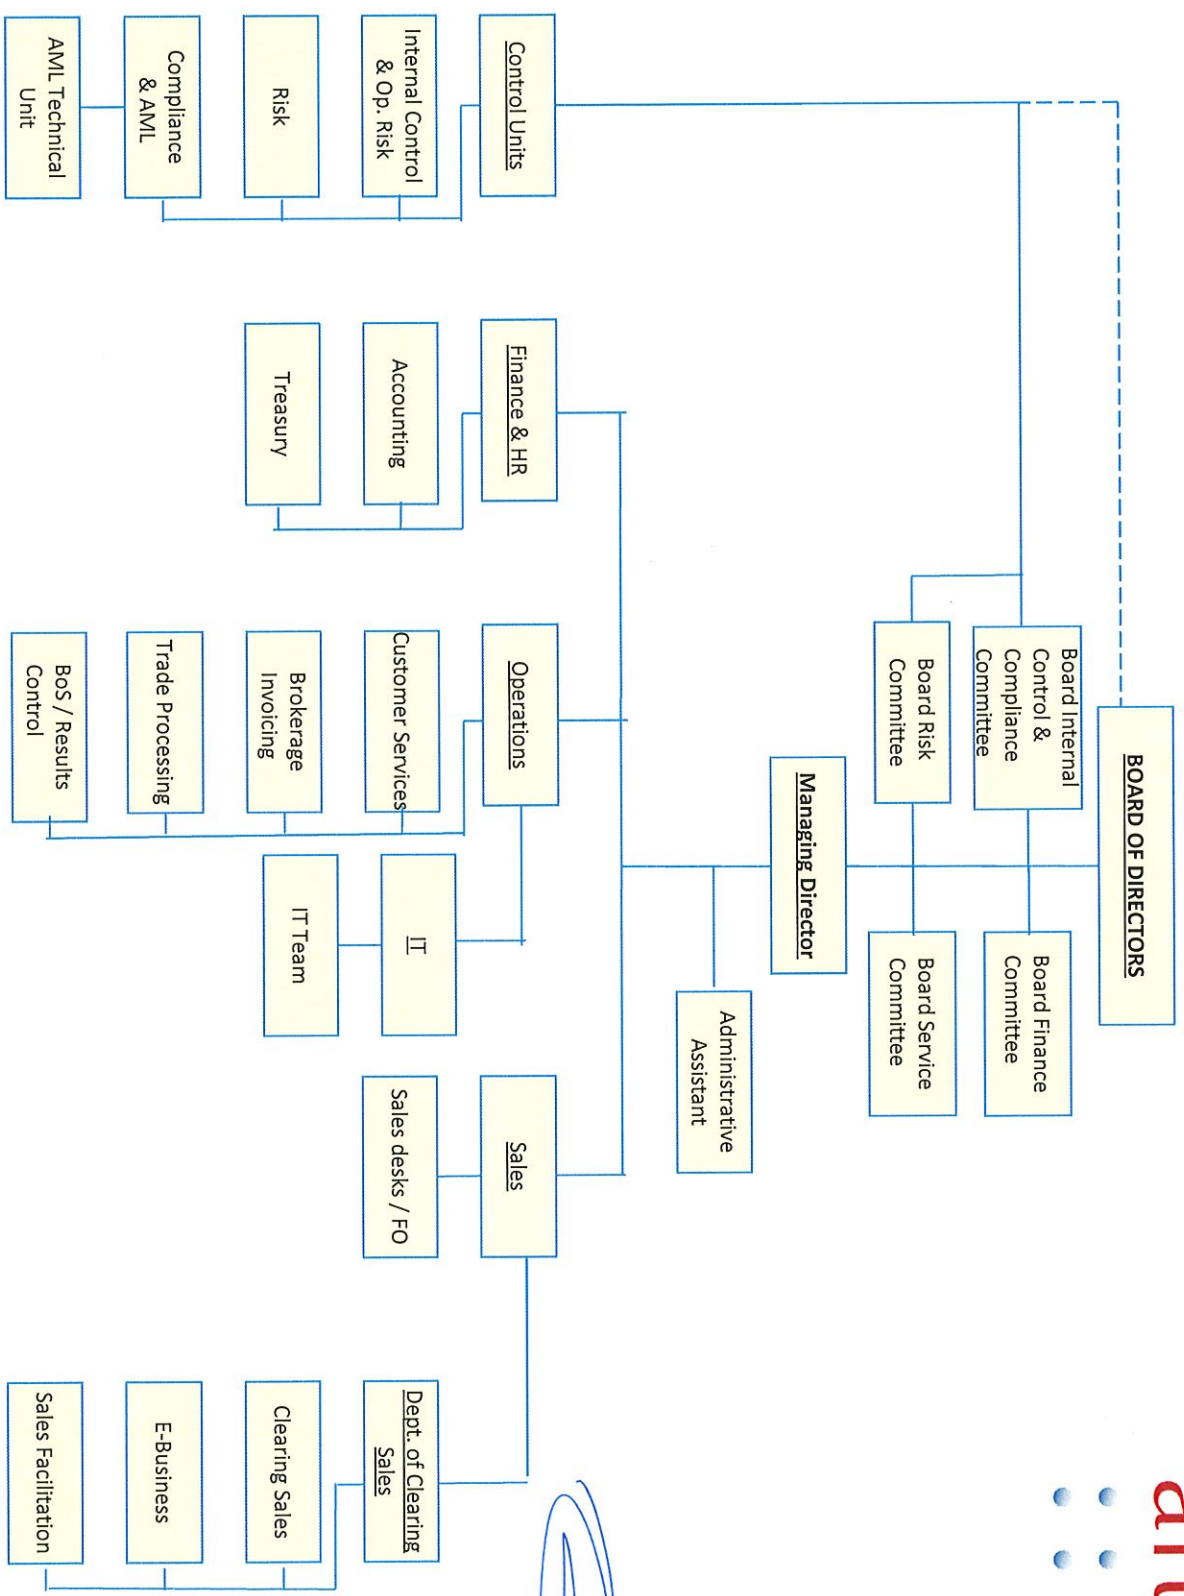 BOARD OF DIRECTORS
Board Internal
Control &
Compliance
Committee
Board Finance
Committee
Board Risk
Committee
Board Service
Committee
Managing Director
Administrative
Assistant
Control Units
Internal Control
& Op. Risk
Risk
Compliance
& AML
AML Technical
Unit
Finance & HR
Accounting
Treasury
Operations
Customer Services
Brokerage
Invoicing
Trade Processing
BoS / Results
Control
IT
IT Team
Sales
Sales desks / FO
Dept. of Clearing
Sales
Clearing Sales
E-Business
Sales Facilitation